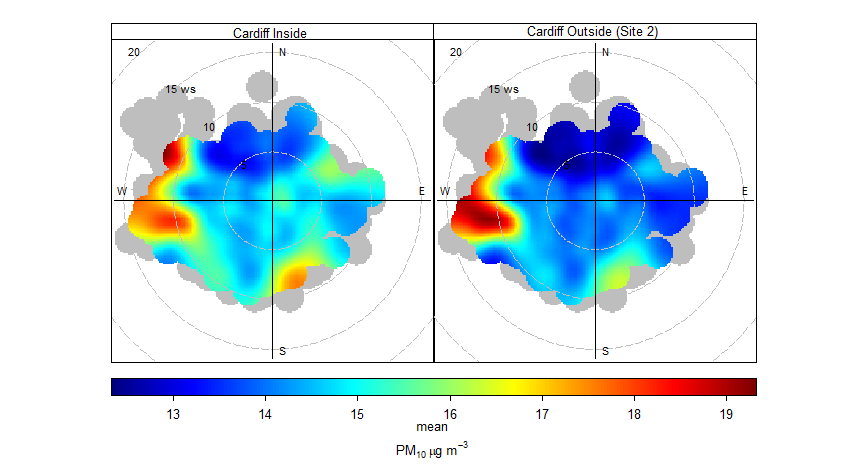 Cardiff Inside
Cardiff Outside (Site 2)
20
N
20
N
15 ws
15 ws
10
10
5
5
W
E
W
E
S
S
13 14 15 16 17 18 19
mean
PM₁₀ µg m⁻³